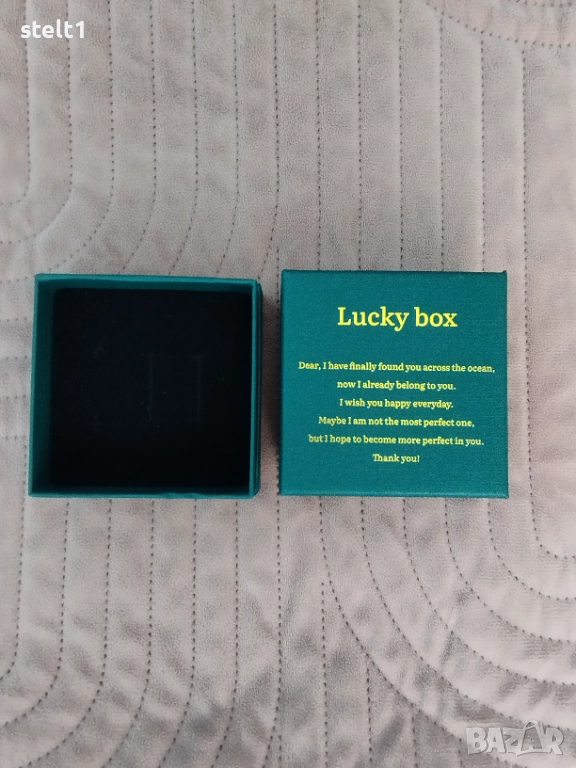 stelt1
Lucky box
Dear, I have finally found you across the ocean,
now I already belong to you.
I wish you happy everyday.
Maybe I am not the most perfect one,
but I hope to become more perfect in you.
Thank you!
BAZAR